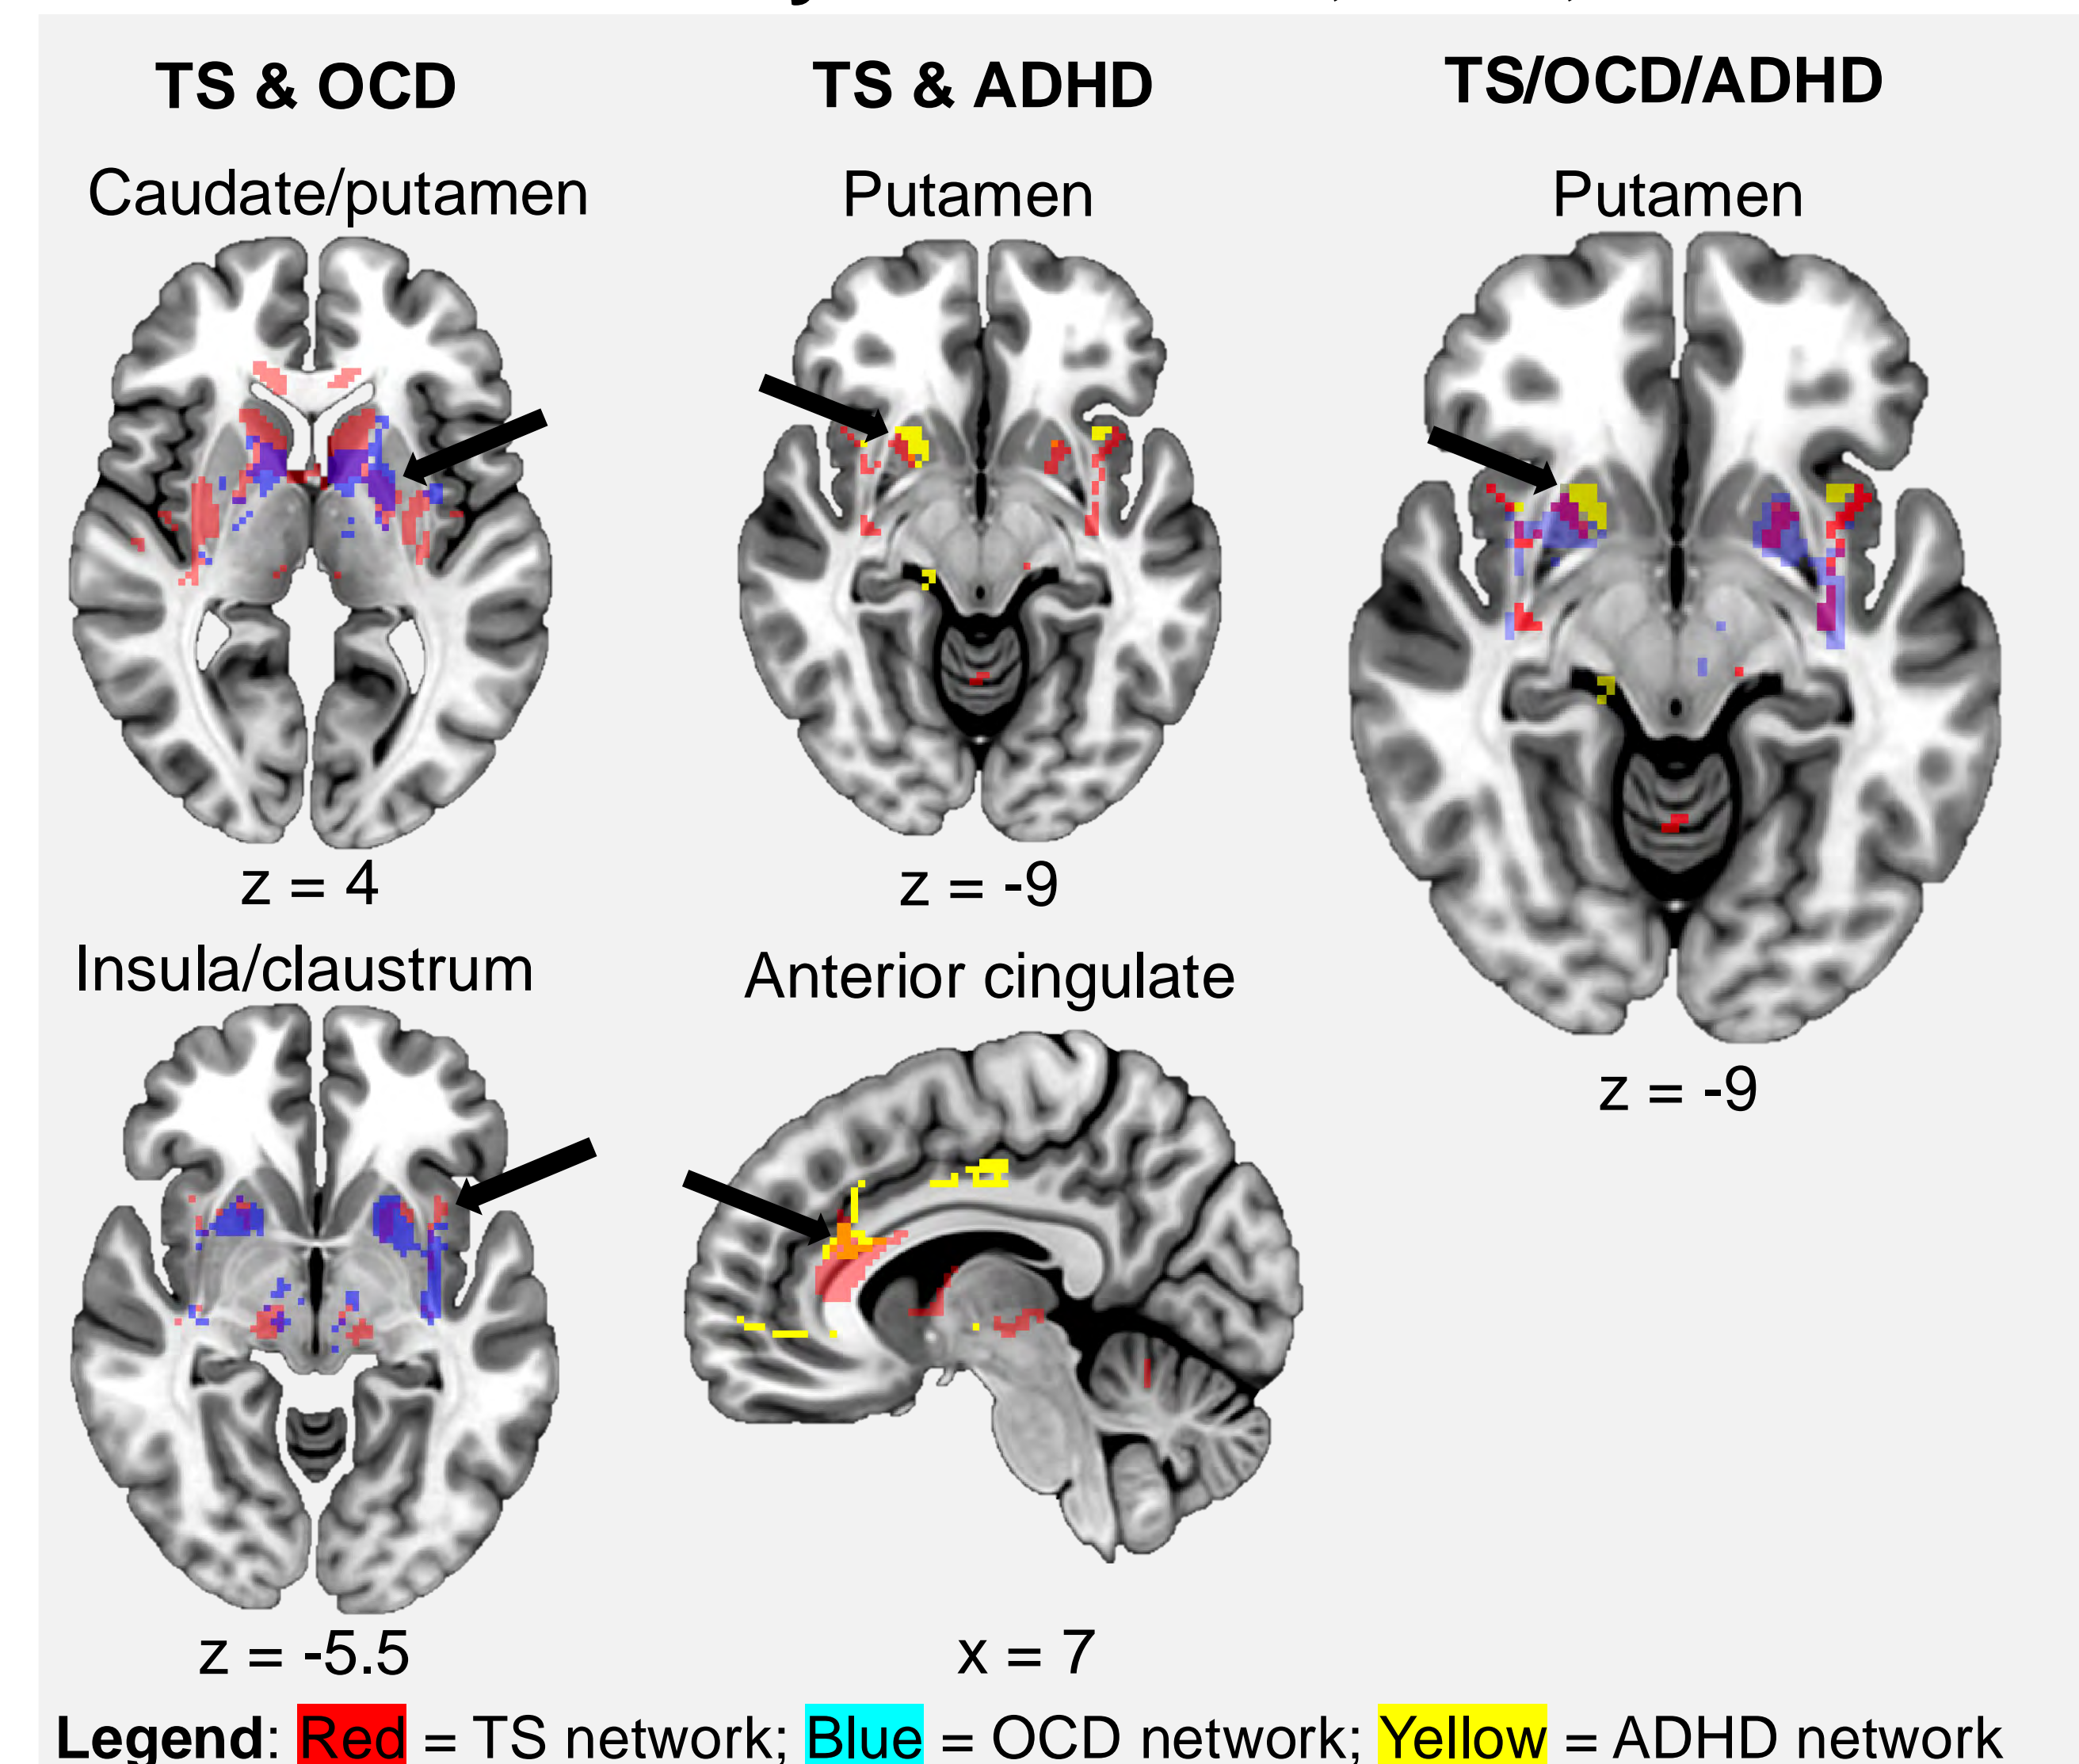 TS & OCD
TS & ADHD
TS/OCD/ADHD
Caudate/putamen
Putamen
Putamen
z = 4
z = -9
z = -9
Insula/claustrum
Anterior cingulate
z = -5.5
x = 7
Legend: Red = TS network; Blue = OCD network; Yellow = ADHD network